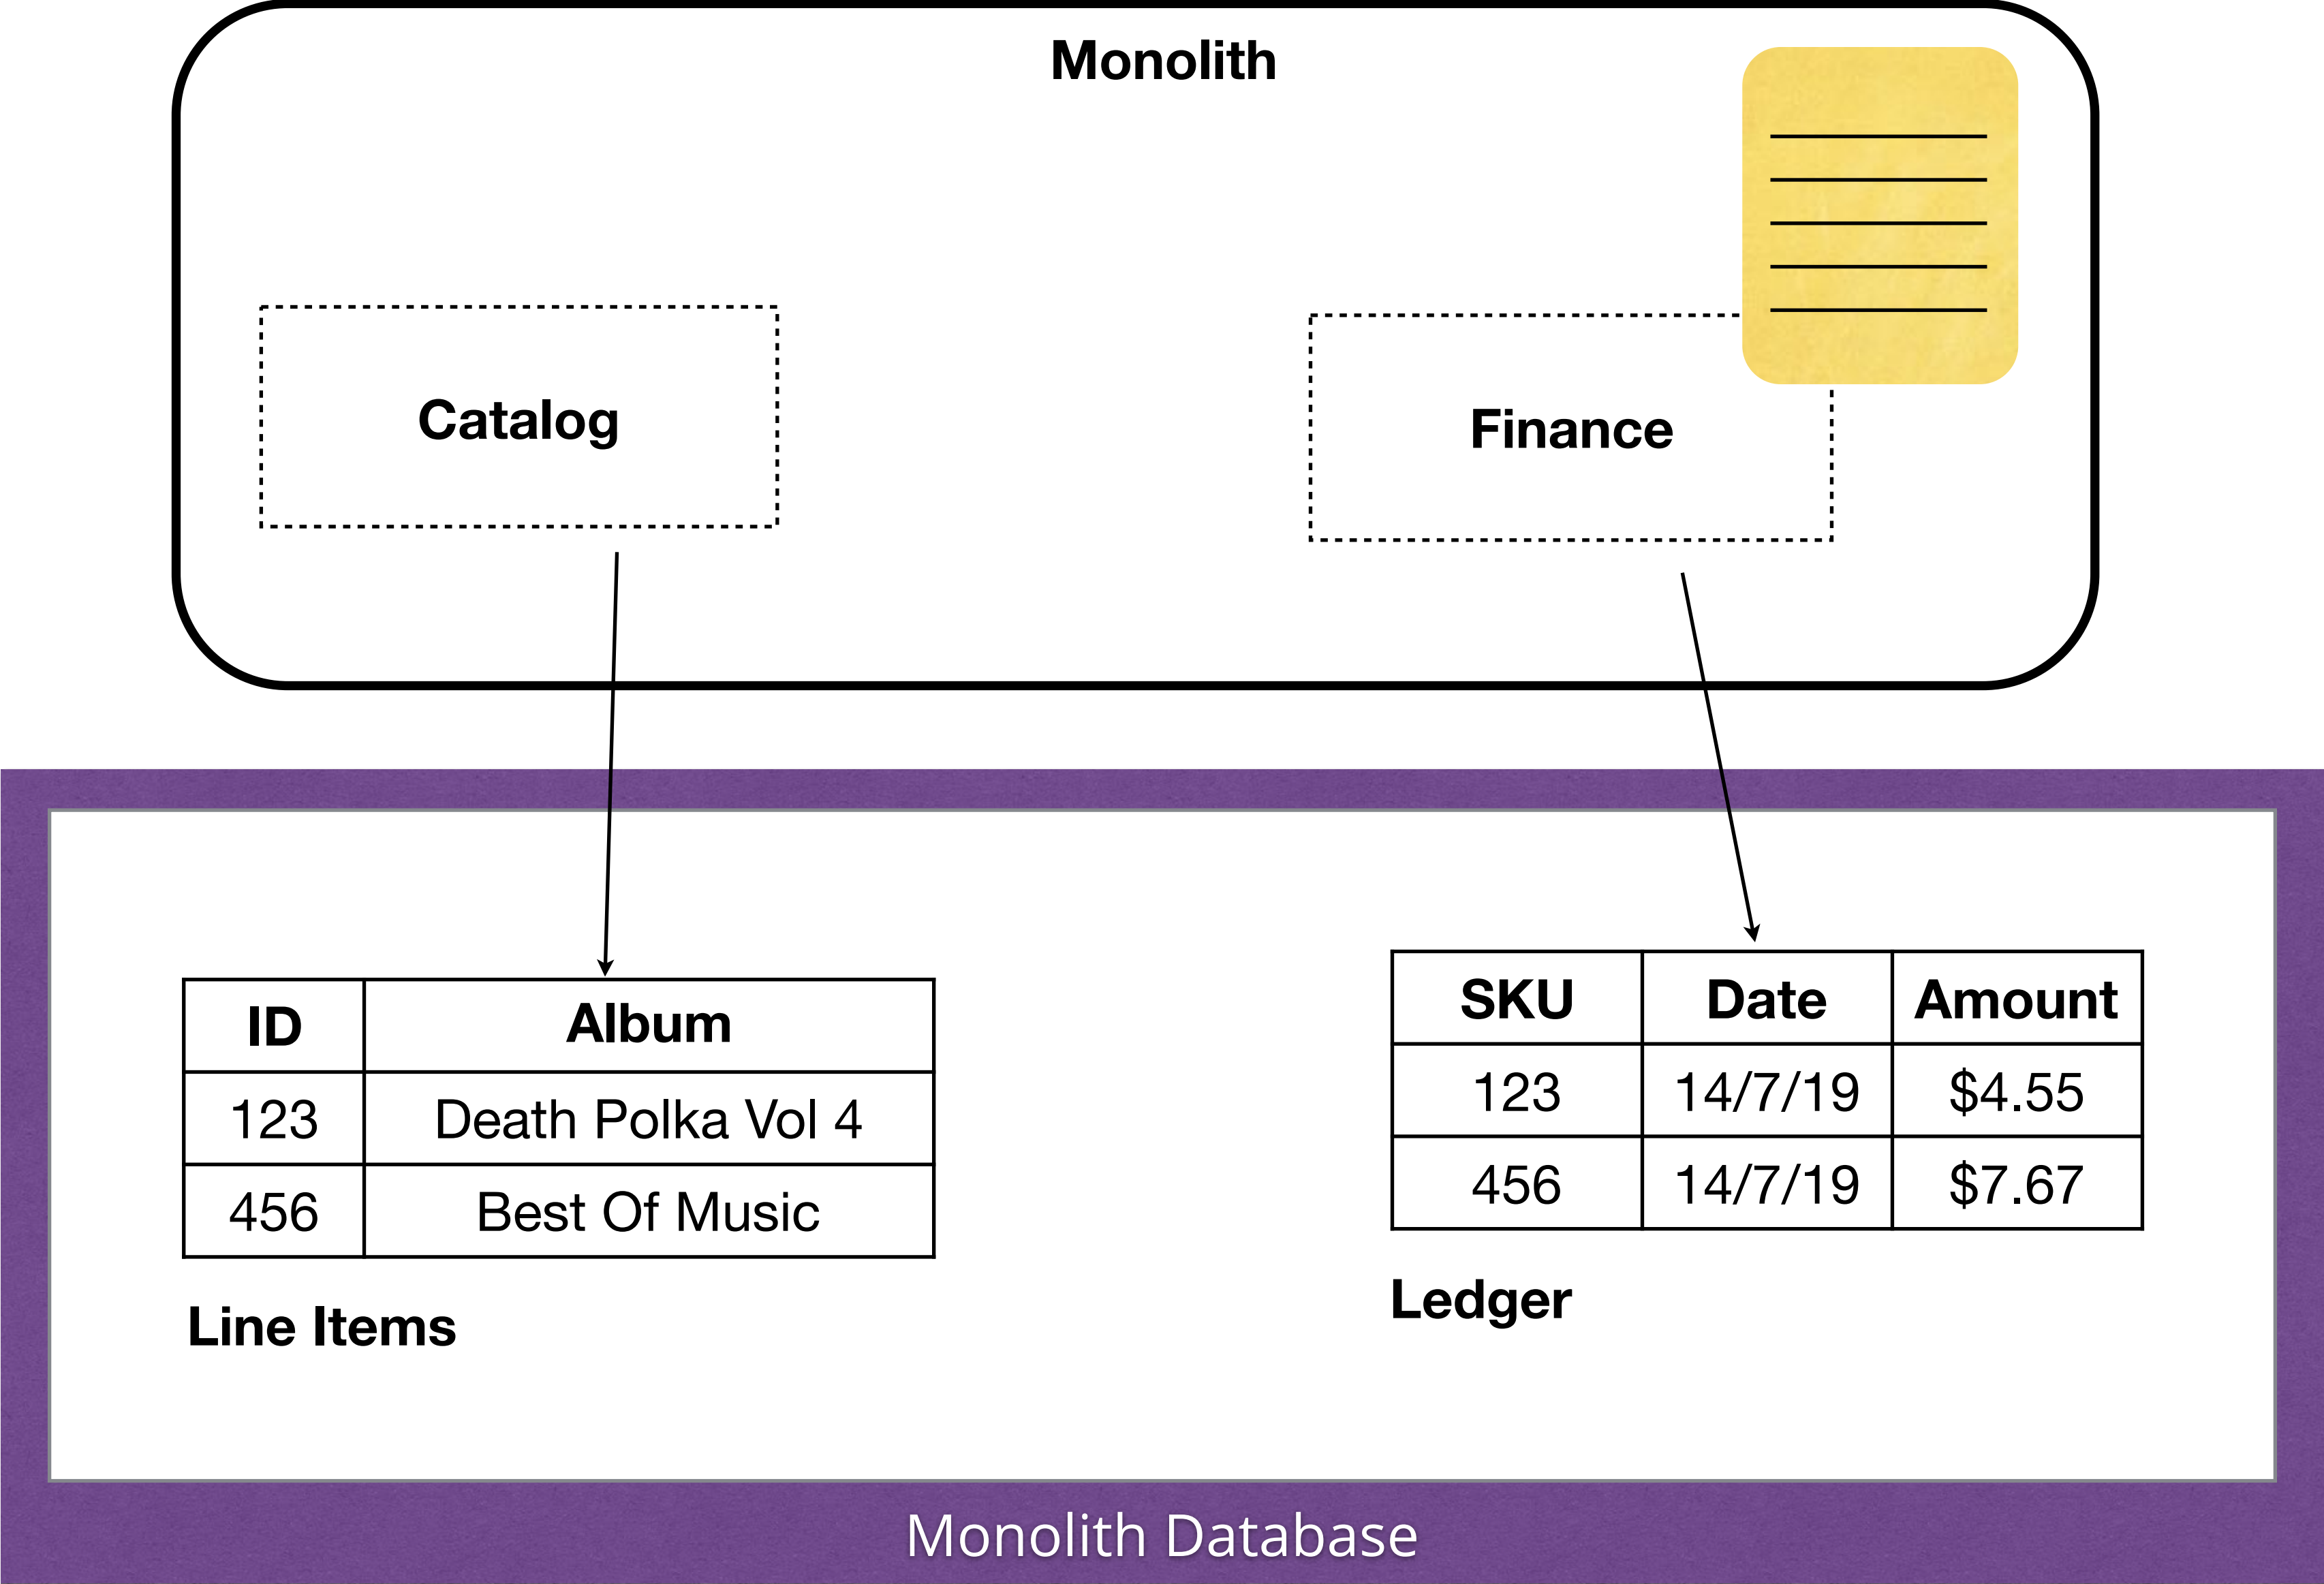 Monolith
Catalog
Finance
ID Album
123 Death Polka Vol 4
456 Best Of Music
Line Items
SKU Date Amount
123 14/7/19 $4.55
456 14/7/19 $7.67
Ledger
Monolith Database